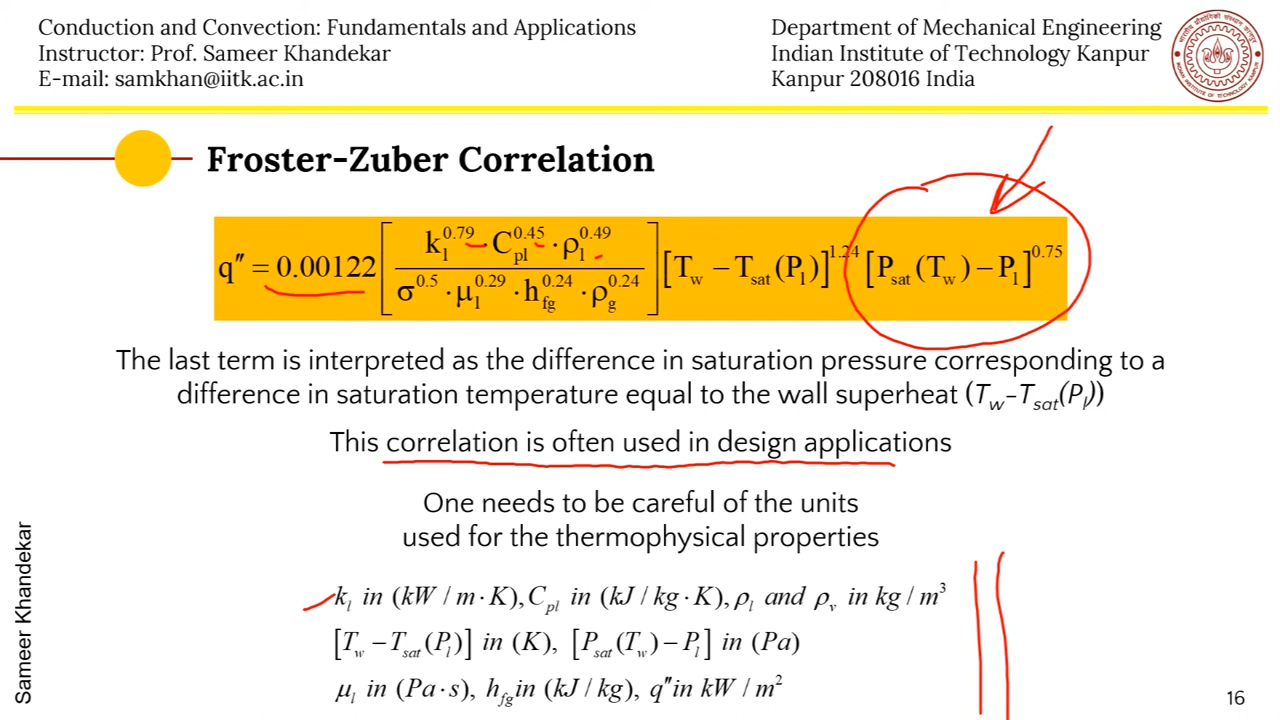 Conduction and Convection: Fundamentals and Applications
Instructor: Prof. Sameer Khandekar
E-mail: samkhan@iitk.ac.in
Department of Mechanical Engineering
Indian Institute of Technology Kanpur
Kanpur 208016 India
Froster-Zuber Correlation
q″ = 0.00122 [ (k_l^0.79 · C_pl^0.45 · ρ_l^0.49) / (σ^0.5 · μ_l^0.29 · h_fg^0.24 · ρ_g^0.24) ] [T_w − T_sat(P_l)]^1.24 [P_sat(T_w) − P_l]^0.75
The last term is interpreted as the difference in saturation pressure corresponding to a
difference in saturation temperature equal to the wall superheat (T_w−T_sat(P_l))
This correlation is often used in design applications
One needs to be careful of the units
used for the thermophysical properties
k_l in (kW / m · K), C_pl in (kJ / kg · K), ρ_l and ρ_v in kg / m^3
[T_w − T_sat(P_l)] in (K), [P_sat(T_w) − P_l] in (Pa)
μ_l in (Pa · s), h_fg in (kJ / kg), q″ in kW / m^2
Sameer Khandekar
16